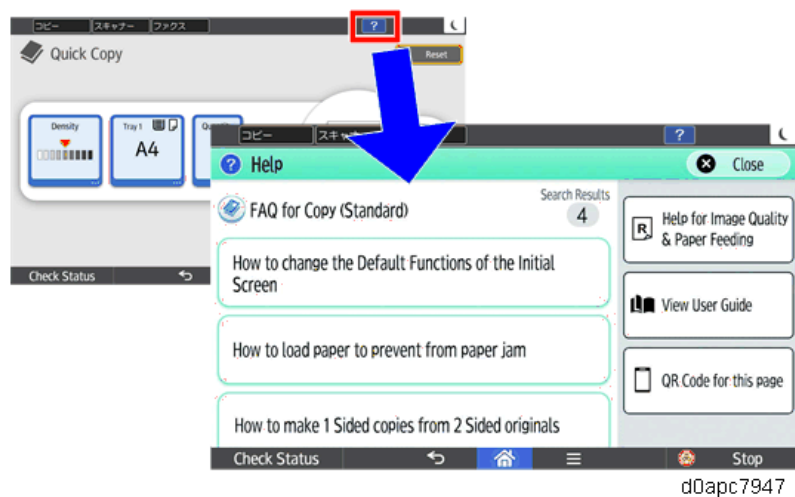 コピー スキャナー ファックス ?
Quick Copy
Reset
Density
Tray 1
A4
Check Status
コピー
?
? Help
Close
FAQ for Copy (Standard)
Search Results
4
How to change the Default Functions of the Initial
Screen
How to load paper to prevent from paper jam
How to make 1 Sided copies from 2 Sided originals
Help for Image Quality
& Paper Feeding
View User Guide
QR Code for this page
Check Status
Stop
d0apc7947